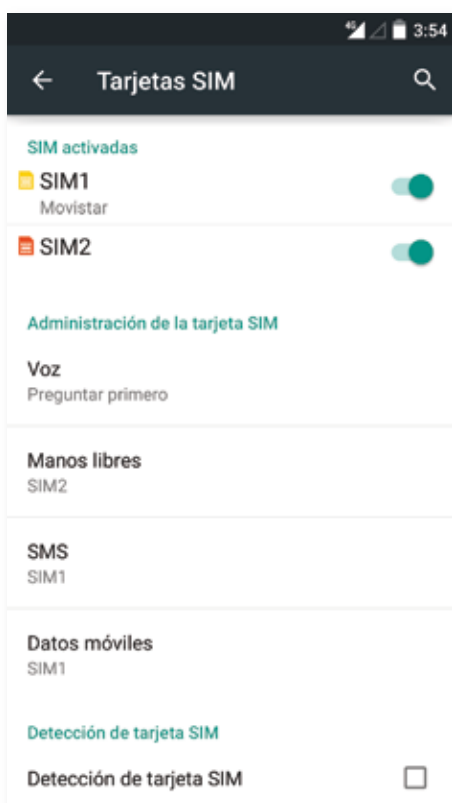 4G 3:54
Tarjetas SIM
SIM activadas
SIM1
Movistar
SIM2
Administración de la tarjeta SIM
Voz
Preguntar primero
Manos libres
SIM2
SMS
SIM1
Datos móviles
SIM1
Detección de tarjeta SIM
Detección de tarjeta SIM